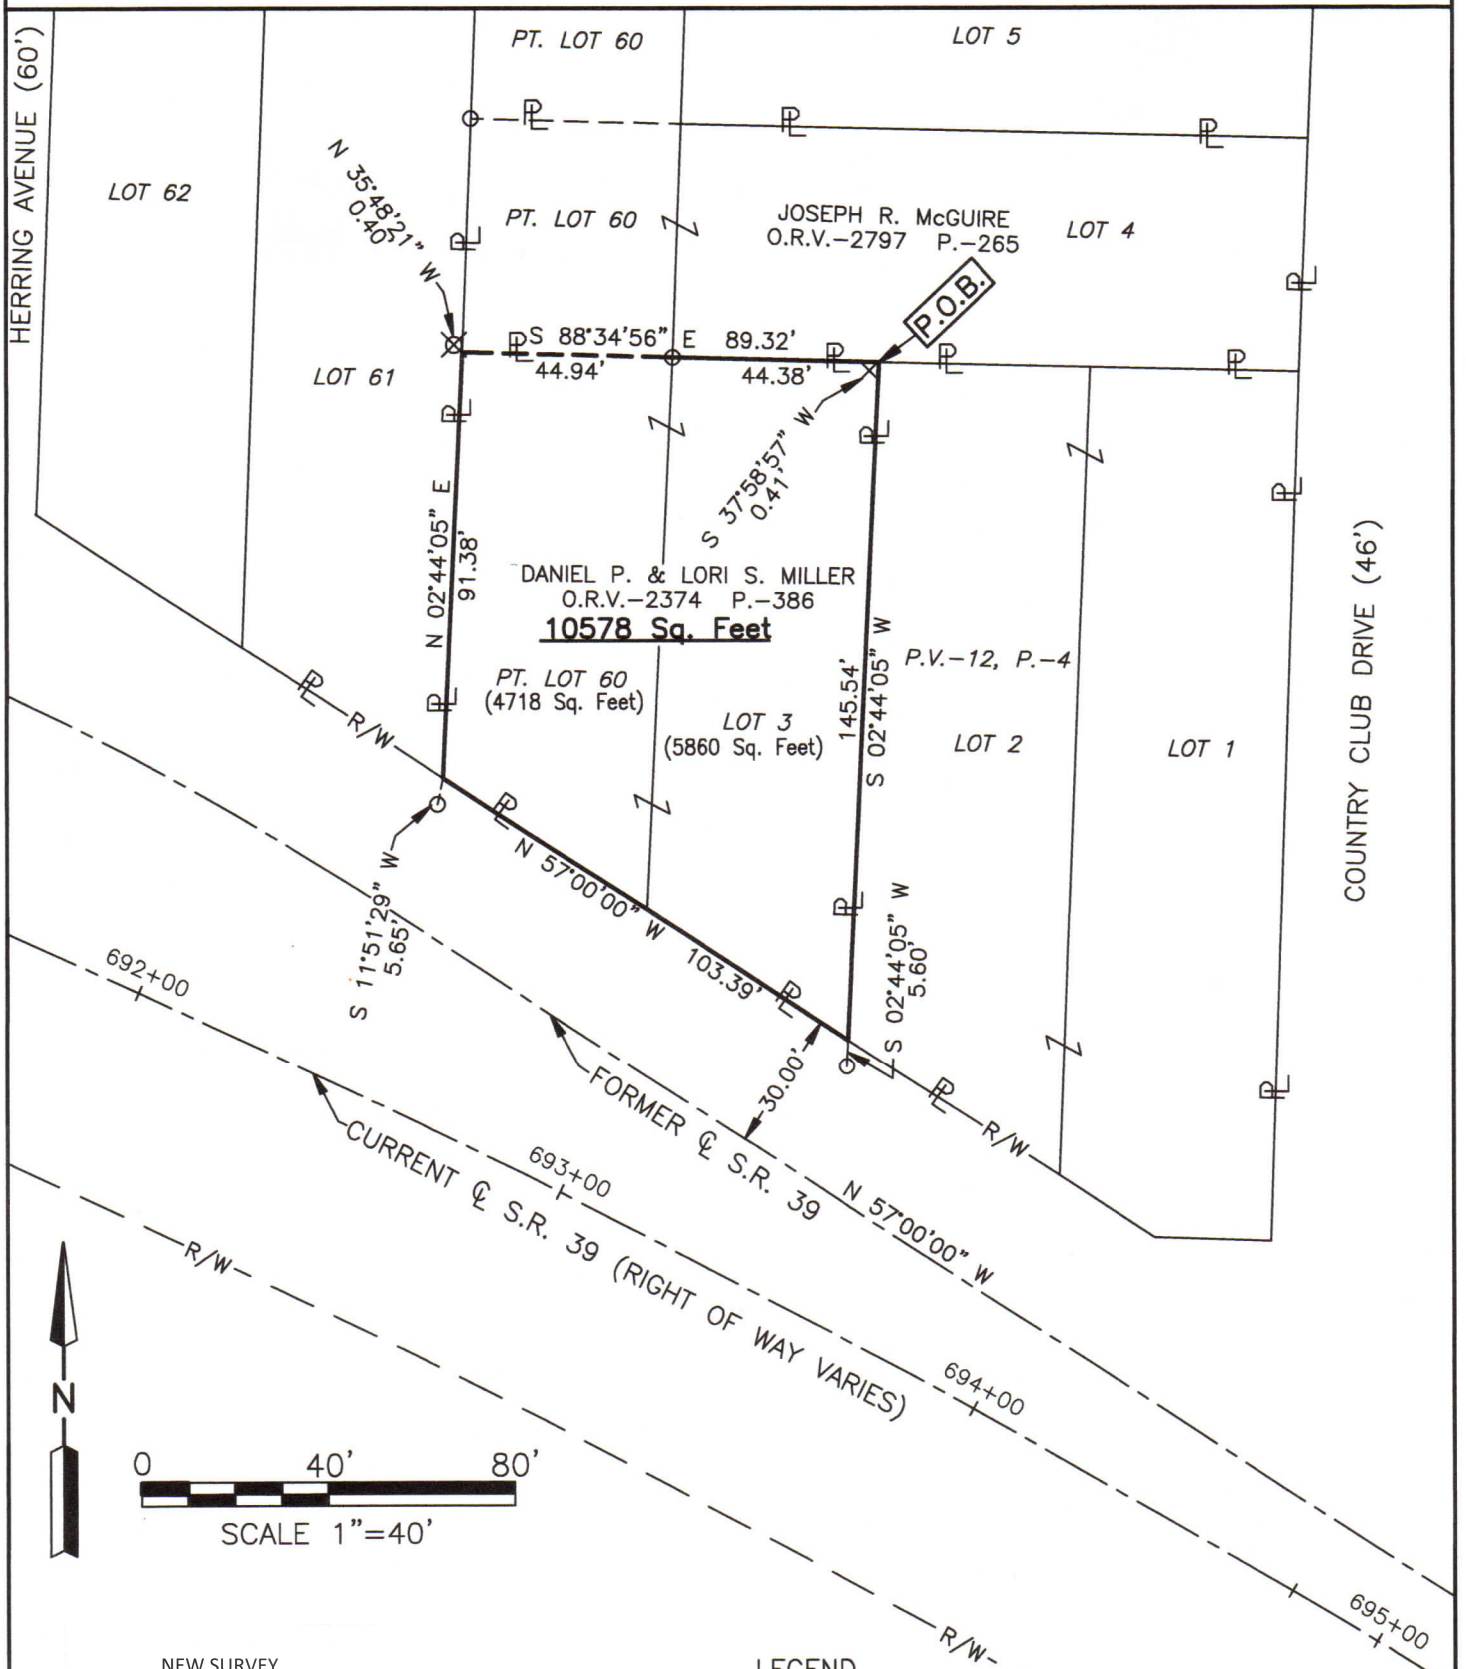 HERRING AVENUE (60')
PT. LOT 60
LOT 5
LOT 62
N 35°48'21" W
0.40'
PT. LOT 60
JOSEPH R. McGUIRE
O.R.V.-2797 P.-265
LOT 4
P.O.B.
S 88°34'56" E 89.32'
44.94' 44.38'
LOT 61
S 37°58'57" W
0.41'
N 02°44'05" E
91.38'
DANIEL P. & LORI S. MILLER
O.R.V.-2374 P.-386
10578 Sq. Feet
PT. LOT 60
(4718 Sq. Feet)
LOT 3
(5860 Sq. Feet)
145.54'
S 02°44'05" W
P.V.-12, P.-4
LOT 2
LOT 1
COUNTRY CLUB DRIVE (46')
R/W
N 57°00'00" W 103.39'
S 11°51'29" W
5.65'
S 02°44'05" W
5.60'
692+00
30.00'
FORMER ℄ S.R. 39
R/W
N 57°00'00" W
693+00
CURRENT ℄ S.R. 39 (RIGHT OF WAY VARIES)
R/W
694+00
N
0 40' 80'
SCALE 1"=40'
695+00
R/W
NEW SURVEY
LEGEND